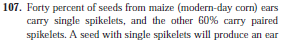 107. Forty percent of seeds from maize (modern-day corn) ears
carry single spikelets, and the other 60% carry paired
spikelets. A seed with single spikelets will produce an ear